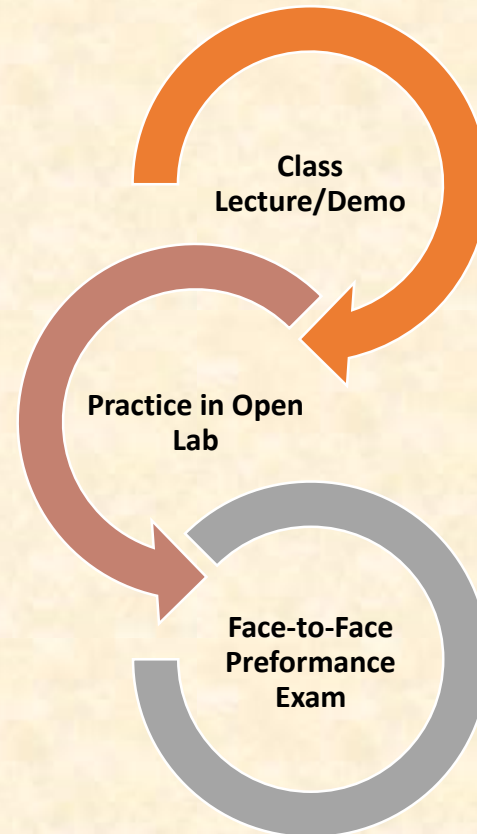 Class
Lecture/Demo
Practice in Open
Lab
Face-to-Face
Preformance
Exam